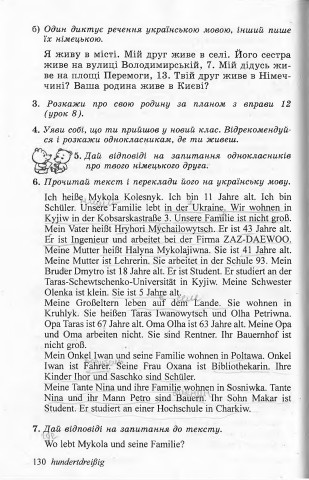 б) Один диктує речення українською мовою, інший пише
їх німецькою.
Я живу в місті. Мій друг живе в селі. Його сестра
живе на вулиці Володимирській, 7. Мій дідусь жи-
ве на площі Перемоги, 13. Твій друг живе в Німеч-
чині? Ваша родина живе в Києві?
3. Розкажи про свою родину за планом з вправи 12
(урок 8).
4. Уяви собі, що ти прийшов у новий клас. Відрекомендуй-
ся і розкажи однокласникам, де ти живеш.
5. Дай відповіді на запитання однокласників
про твого німецького друга.
6. Прочитай текст і переклади його на українську мову.
Ich heiße Mykola Kolesnyk. Ich bin 11 Jahre alt. Ich bin
Schüler. Unsere Familie lebt in der Ukraine. Wir wohnen in
Kyjiw in der Kobsarskastraße 3. Unsere Familie ist nicht groß.
Mein Vater heißt Hryhori Mychailowytsch. Er ist 43 Jahre alt.
Er ist Ingenieur und arbeitet bei der Firma ZAZ-DAEWOO.
Meine Mutter heißt Halyna Mykolajiwna. Sie ist 41 Jahre alt.
Meine Mutter ist Lehrerin. Sie arbeitet in der Schule 93. Mein
Bruder Dmytro ist 18 Jahre alt. Er ist Student. Er studiert an der
Taras-Schewtschenko-Universität in Kyjiw. Meine Schwester
Olenka ist klein. Sie ist 5 Jahre alt.
Meine Großeltern leben auf dem Lande. Sie wohnen in
Kruhlyk. Sie heißen Taras Iwanowytsch und Olha Petriwna.
Opa Taras ist 67 Jahre alt. Oma Olha ist 63 Jahre alt. Meine Opa
und Oma arbeiten nicht. Sie sind Rentner. Ihr Bauernhof ist
nicht groß.
Mein Onkel Iwan und seine Familie wohnen in Poltawa. Onkel
Iwan ist Fahrer. Seine Frau Oxana ist Bibliothekarin. Ihre
Kinder Ihor und Saschko sind Schüler.
Meine Tante Nina und ihre Familie wohnen in Sosniwka. Tante
Nina und ihr Mann Petro sind Bauern. Ihr Sohn Makar ist
Student. Er studiert an einer Hochschule in Charkiw.
7. Дай відповіді на запитання до тексту.
Wo lebt Mykola und seine Familie?
130 hundertdreißig